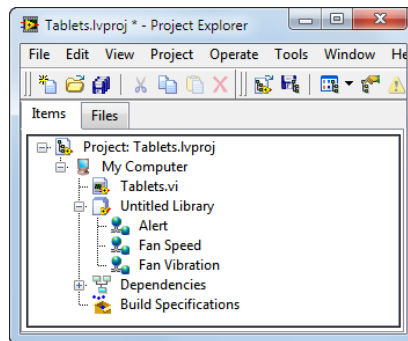 Tablets.lvproj * - Project Explorer
File Edit View Project Operate Tools Window He
Items Files
Project: Tablets.lvproj
My Computer
Tablets.vi
Untitled Library
Alert
Fan Speed
Fan Vibration
Dependencies
Build Specifications